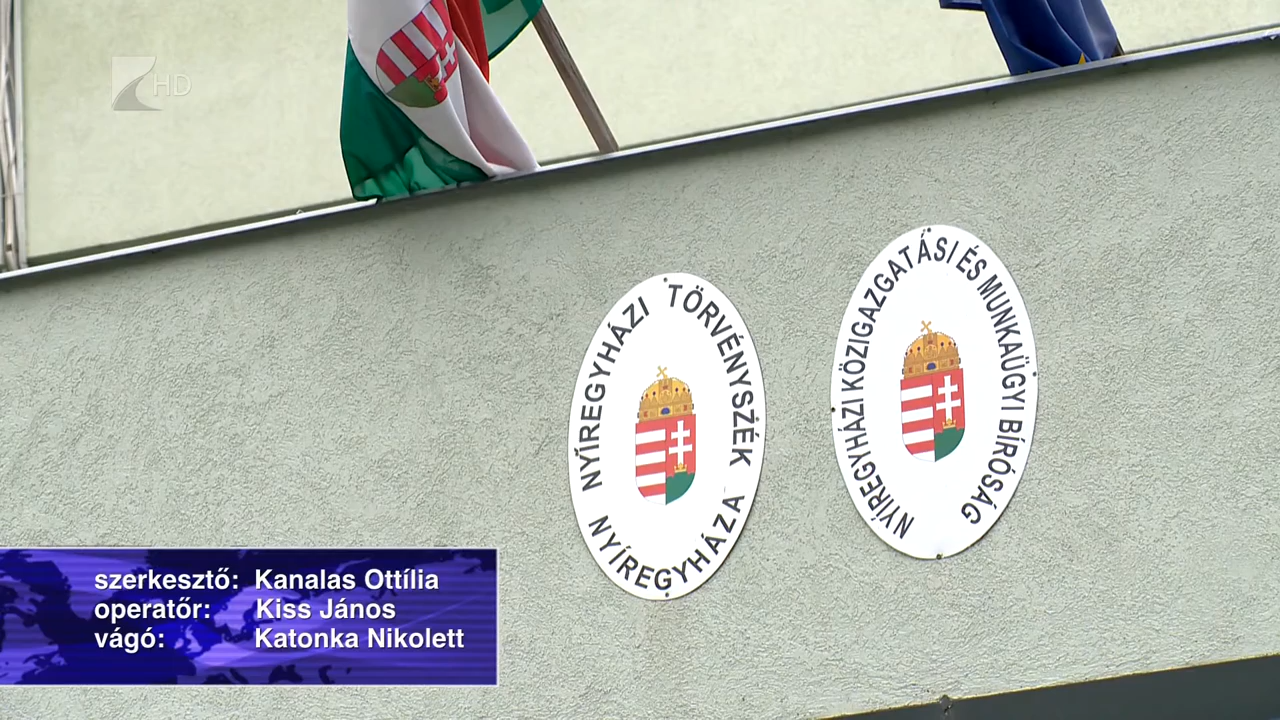 HD
NYÍREGYHÁZI TÖRVÉNYSZÉK
NYÍREGYHÁZA
NYÍREGYHÁZI KÖZIGAZGATÁSI ÉS MUNKAÜGYI BÍRÓSÁG
szerkesztő: Kanalas Ottília
operatőr: Kiss János
vágó: Katonka Nikolett